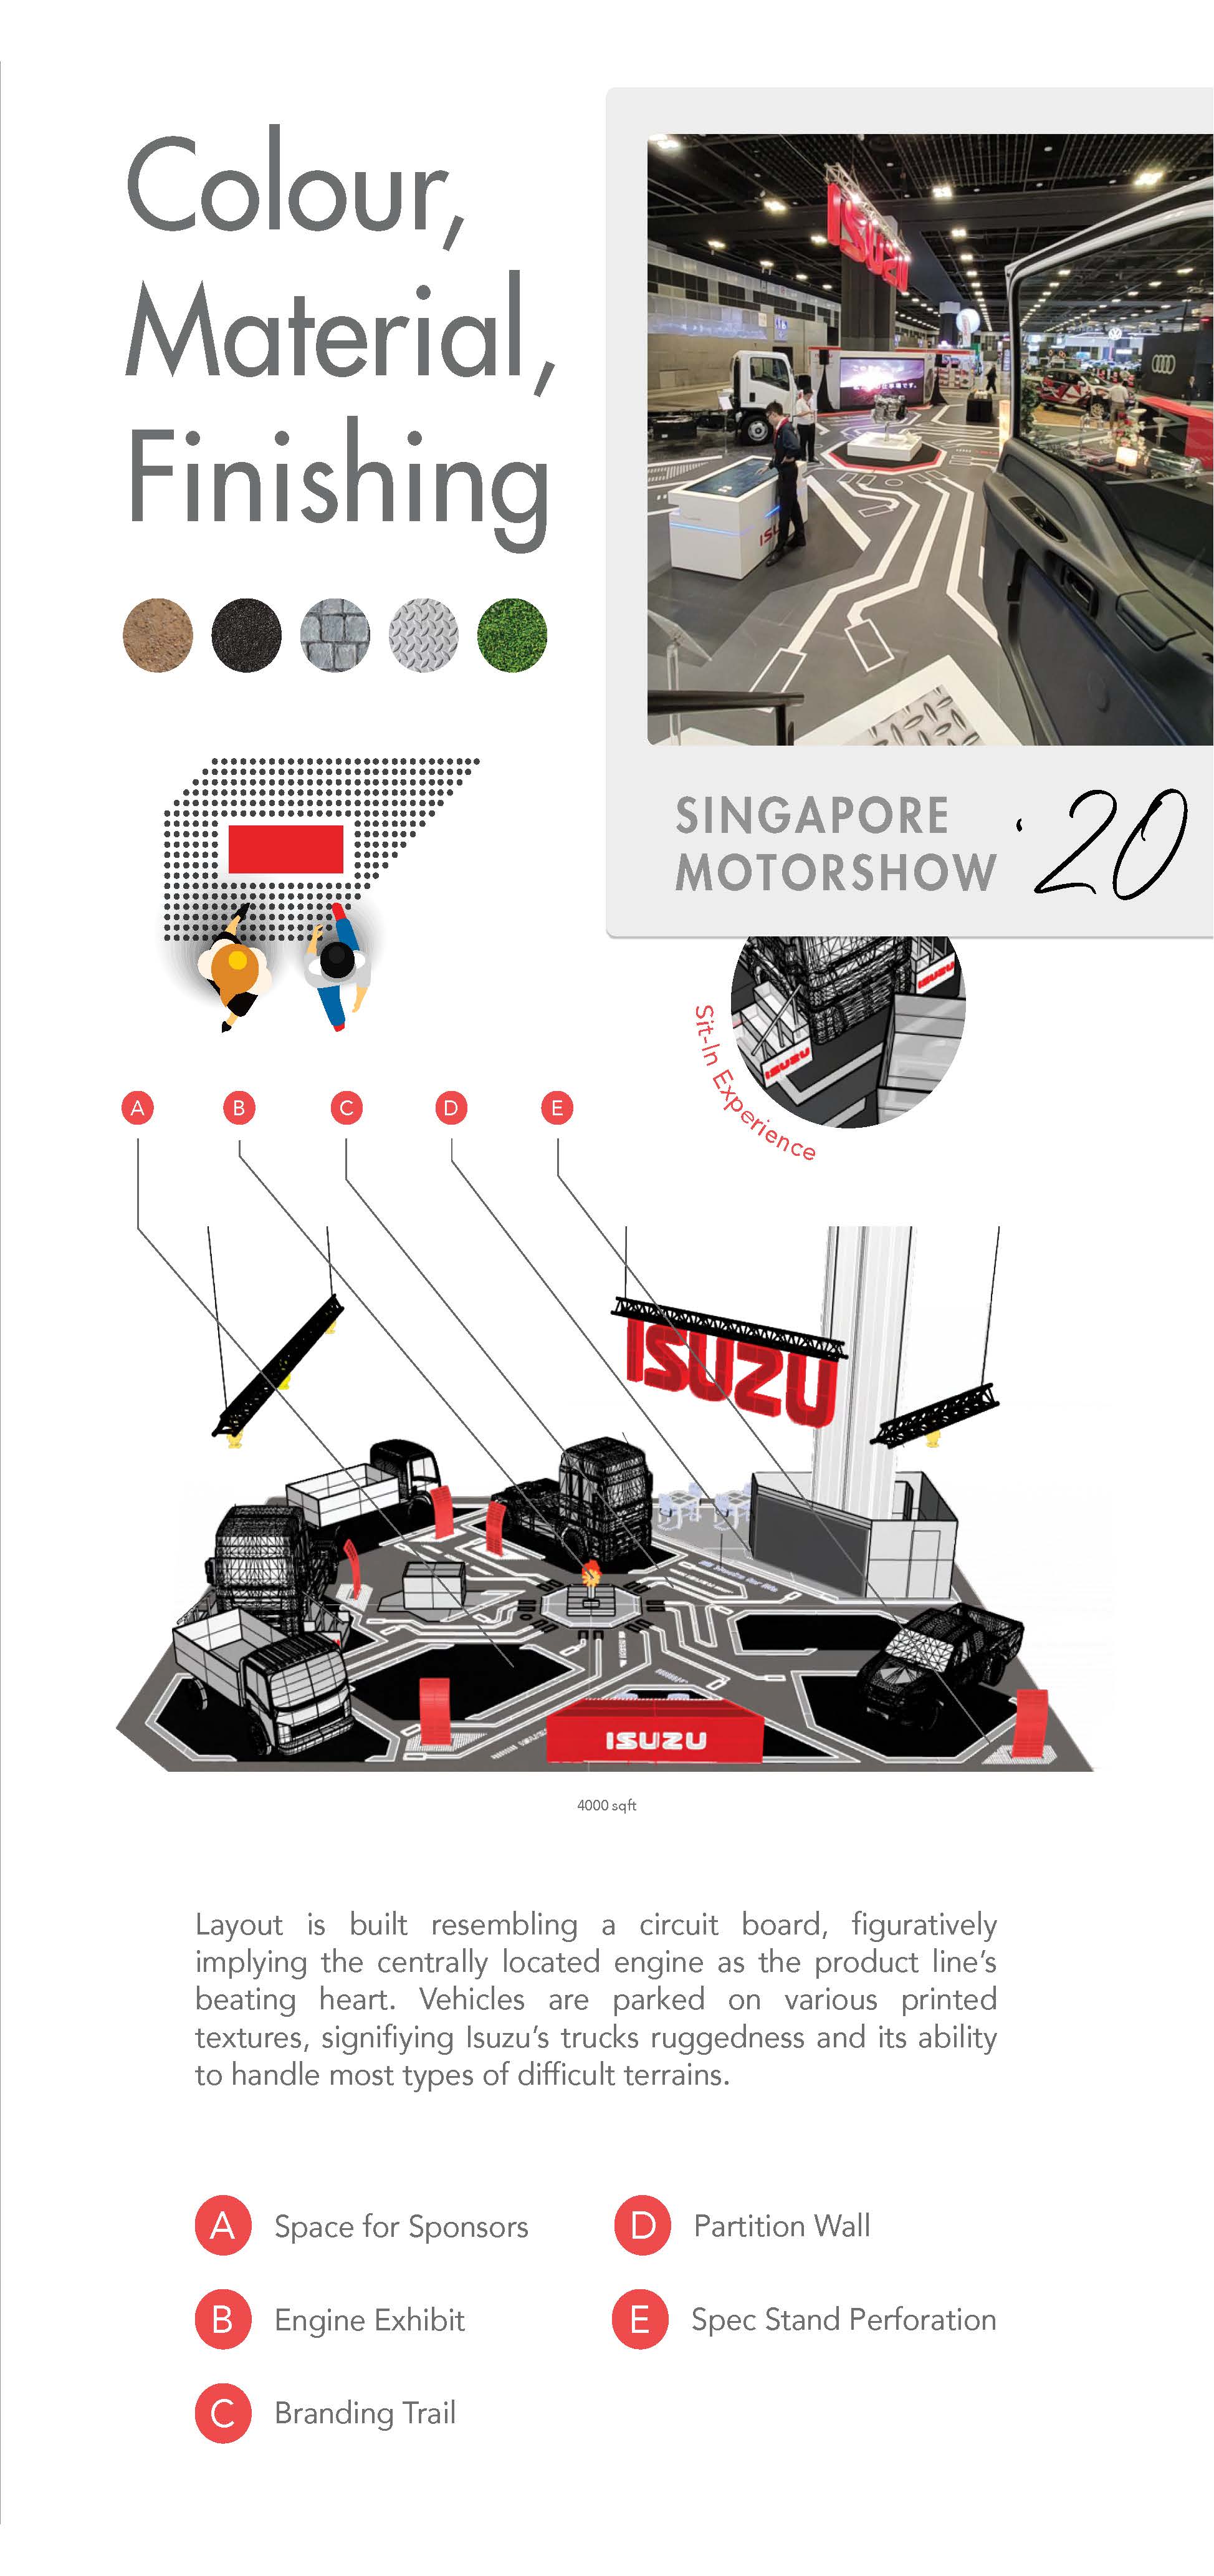 Colour,
Material,
Finishing
ISUZU
ISU
SINGAPORE
MOTORSHOW
‘20
ISUZU
ISUZU
Sit-In Experience
A
B
C
D
E
ISUZU
ISUZU
4000 sqft
Layout is built resembling a circuit board, figuratively
implying the centrally located engine as the product line’s
beating heart. Vehicles are parked on various printed
textures, signifiying Isuzu’s trucks ruggedness and its ability
to handle most types of difficult terrains.
A Space for Sponsors
D Partition Wall
B Engine Exhibit
E Spec Stand Perforation
C Branding Trail